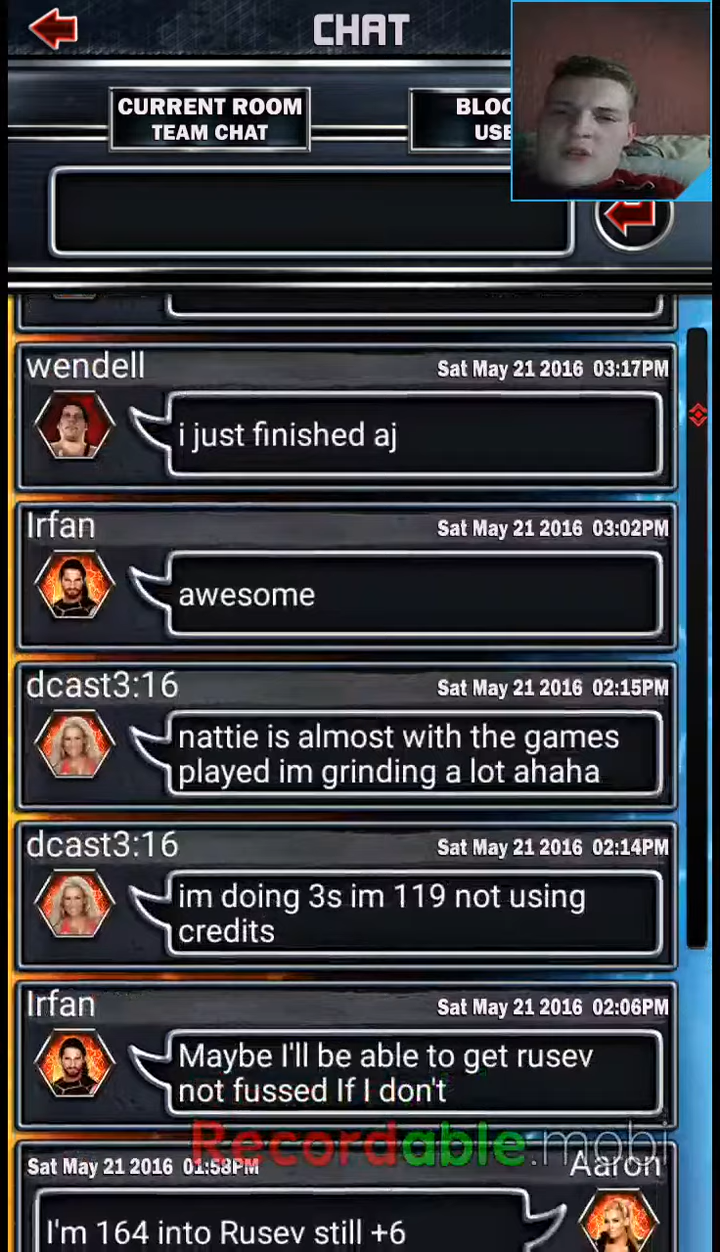 CHAT
CURRENT ROOM
TEAM CHAT
wendell
Sat May 21 2016 03:17PM
i just finished aj
Irfan
Sat May 21 2016 03:02PM
awesome
dcast3:16
Sat May 21 2016 02:15PM
nattie is almost with the games
played im grinding a lot ahaha
dcast3:16
Sat May 21 2016 02:14PM
im doing 3s im 119 not using
credits
Irfan
Sat May 21 2016 02:06PM
Maybe I'll be able to get rusev
not fussed If I don't
Recordable.mobi
Sat May 21 2016 01:58PM
Aaron
I'm 164 into Rusev still +6